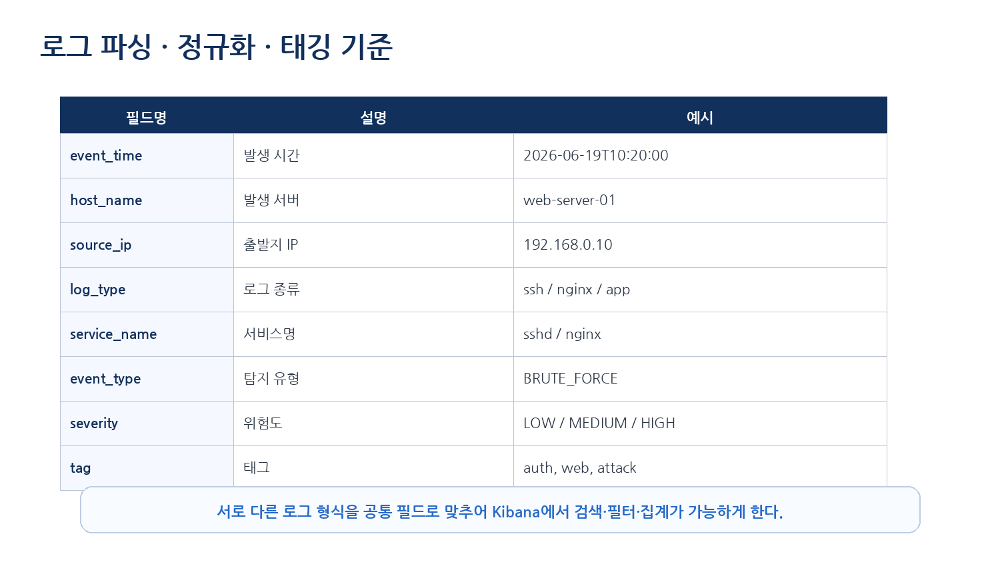 로그 파싱 · 정규화 · 태깅 기준
필드명 설명 예시
event_time 발생 시간 2026-06-19T10:20:00
host_name 발생 서버 web-server-01
source_ip 출발지 IP 192.168.0.10
log_type 로그 종류 ssh / nginx / app
service_name 서비스명 sshd / nginx
event_type 탐지 유형 BRUTE_FORCE
severity 위험도 LOW / MEDIUM / HIGH
tag 태그 auth, web, attack
서로 다른 로그 형식을 공통 필드로 맞추어 Kibana에서 검색·필터·집계가 가능하게 한다.